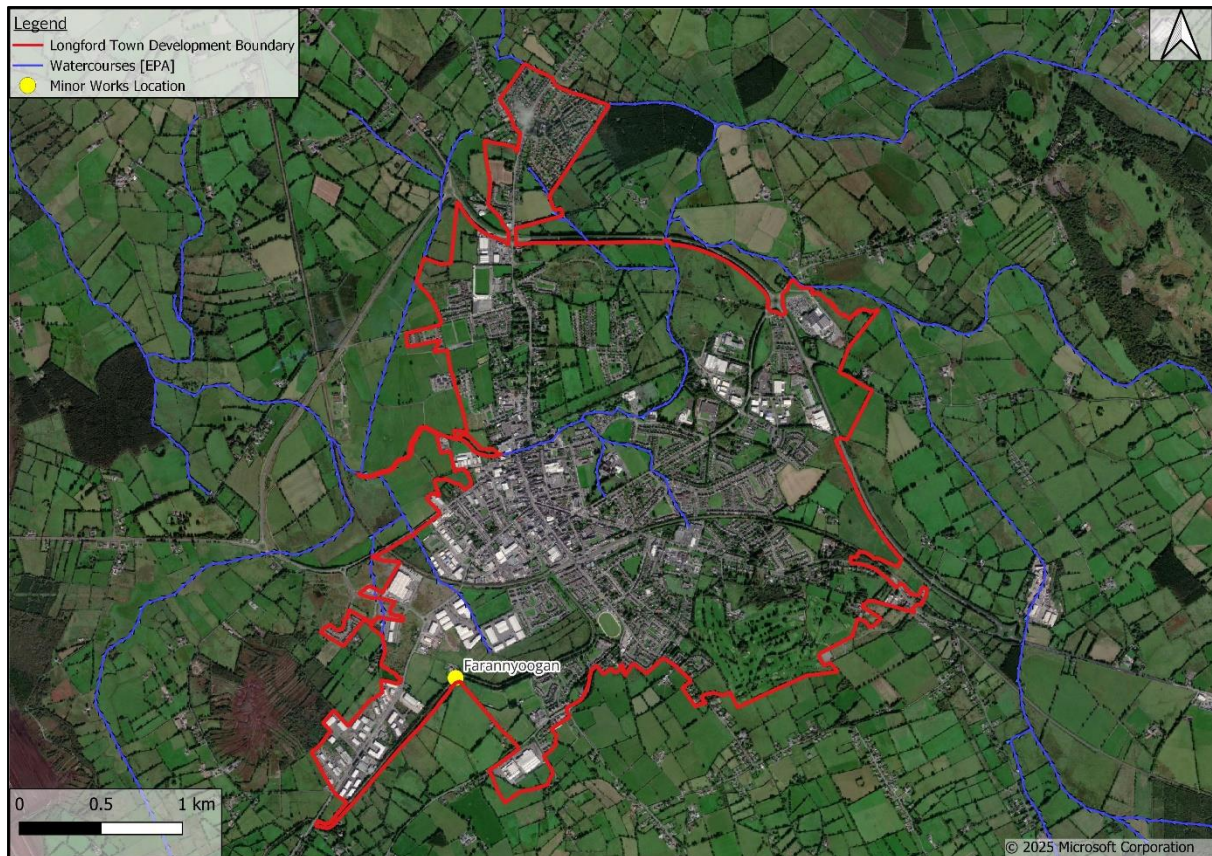 Legend
Longford Town Development Boundary
Watercourses [EPA]
Minor Works Location
Farannyoogan
0 0.5 1 km
© 2025 Microsoft Corporation